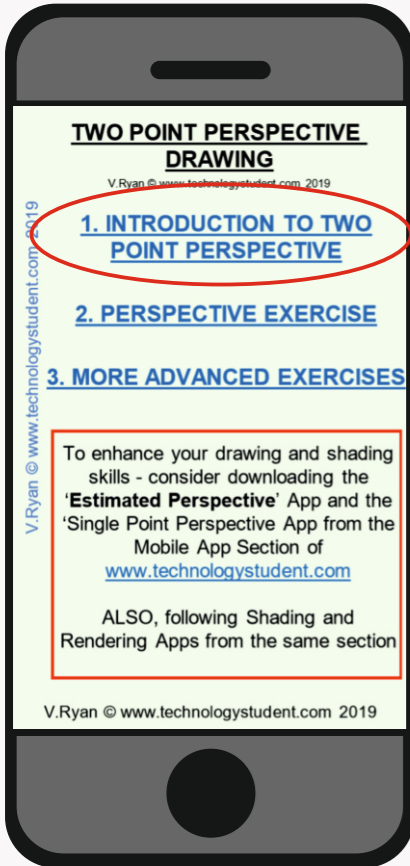 TWO POINT PERSPECTIVE
DRAWING
V.Ryan © www.technologystudent.com 2019
V.Ryan © www.technologystudent.com 2019
1. INTRODUCTION TO TWO
POINT PERSPECTIVE
2. PERSPECTIVE EXERCISE
3. MORE ADVANCED EXERCISES
To enhance your drawing and shading
skills - consider downloading the
‘Estimated Perspective’ App and the
‘Single Point Perspective App from the
Mobile App Section of
www.technologystudent.com
ALSO, following Shading and
Rendering Apps from the same section
V.Ryan © www.technologystudent.com 2019